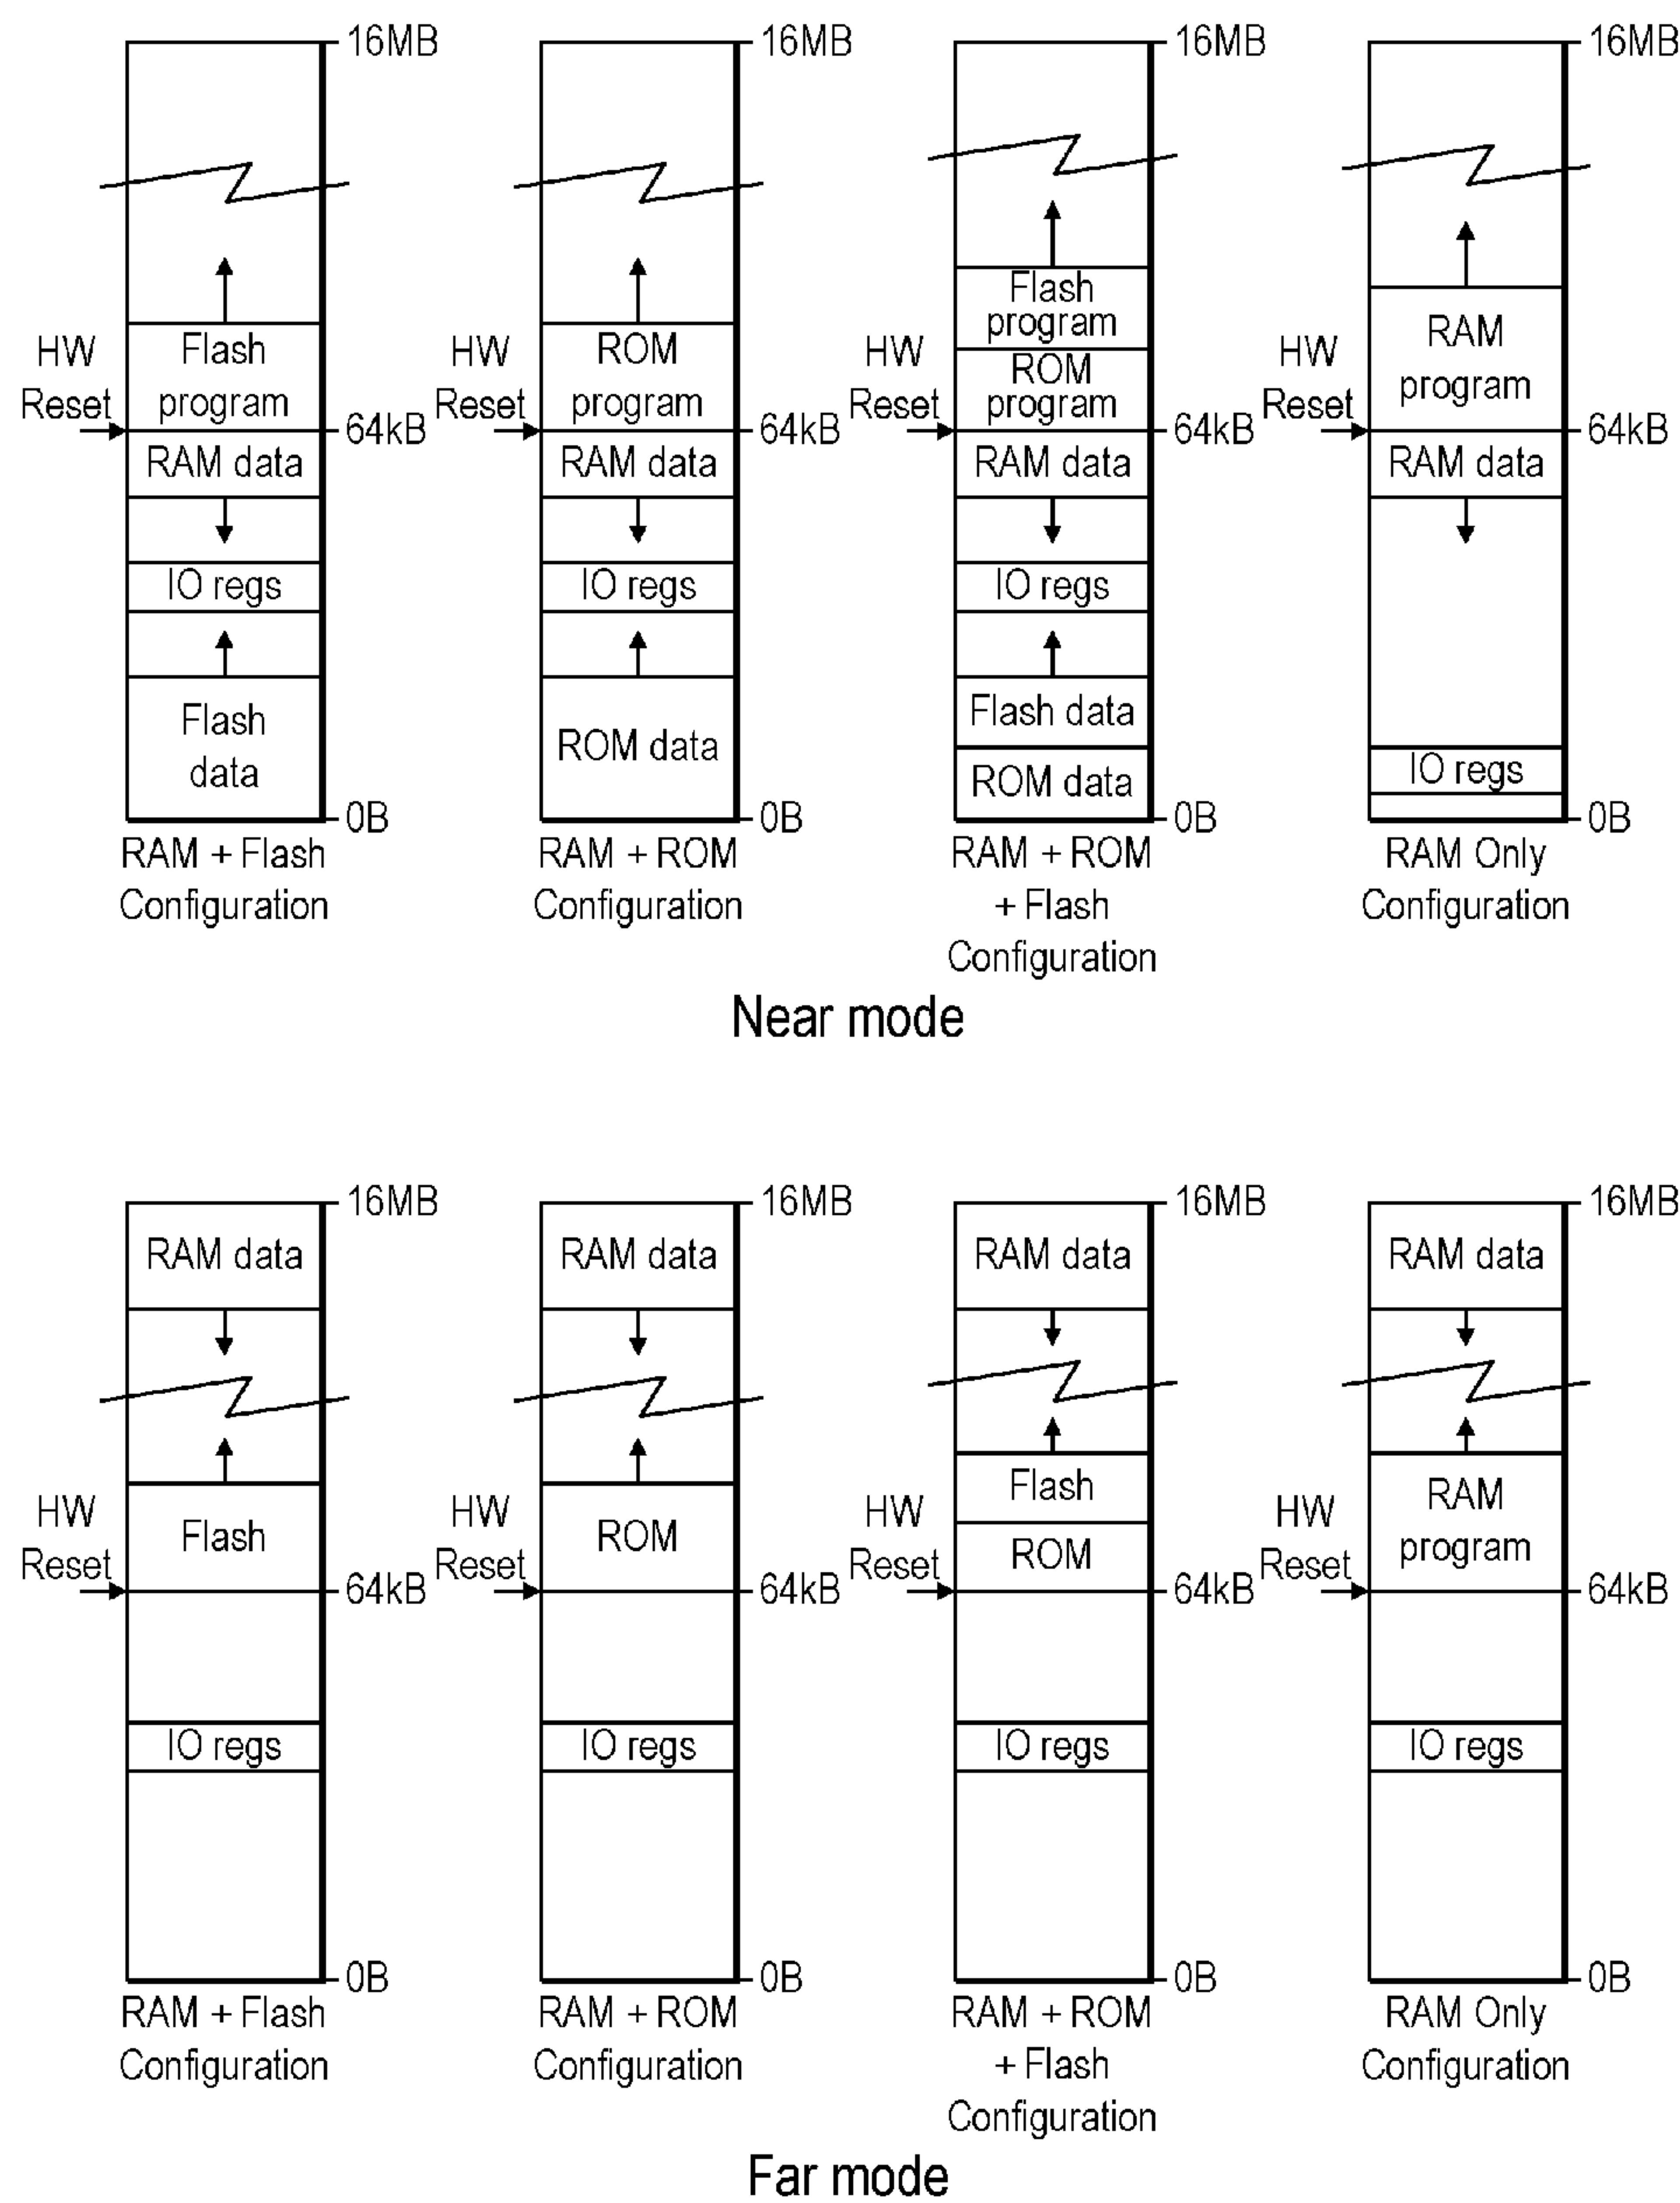 16MB
HW
Reset
Flash
program
64kB
RAM data
IO regs
Flash
data
0B
RAM + Flash
Configuration
16MB
HW
Reset
ROM
program
64kB
RAM data
IO regs
ROM data
0B
RAM + ROM
Configuration
16MB
Flash
program
HW
Reset
ROM
program
64kB
RAM data
IO regs
Flash data
ROM data
0B
RAM + ROM
+ Flash
Configuration
16MB
HW
Reset
RAM
program
64kB
RAM data
IO regs
0B
RAM Only
Configuration
Near mode
16MB
RAM data
HW
Reset
Flash
64kB
IO regs
0B
RAM + Flash
Configuration
16MB
RAM data
HW
Reset
ROM
64kB
IO regs
0B
RAM + ROM
Configuration
16MB
RAM data
Flash
HW
Reset
ROM
64kB
IO regs
0B
RAM + ROM
+ Flash
Configuration
16MB
RAM data
HW
Reset
RAM
program
64kB
IO regs
0B
RAM Only
Configuration
Far mode